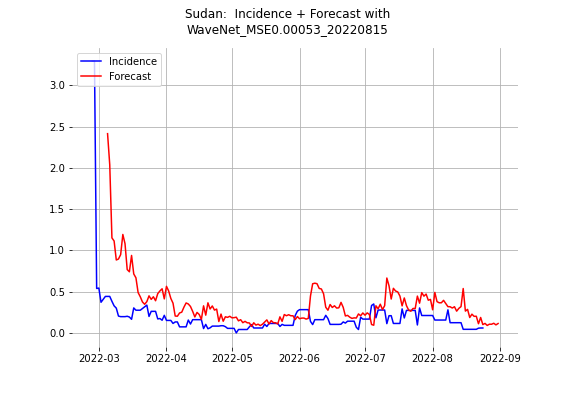 Sudan:  Incidence + Forecast with
WaveNet_MSE0.00053_20220815
Incidence
Forecast
3.0
2.5
2.0
1.5
1.0
0.5
0.0
2022-03 2022-04 2022-05 2022-06 2022-07 2022-08 2022-09